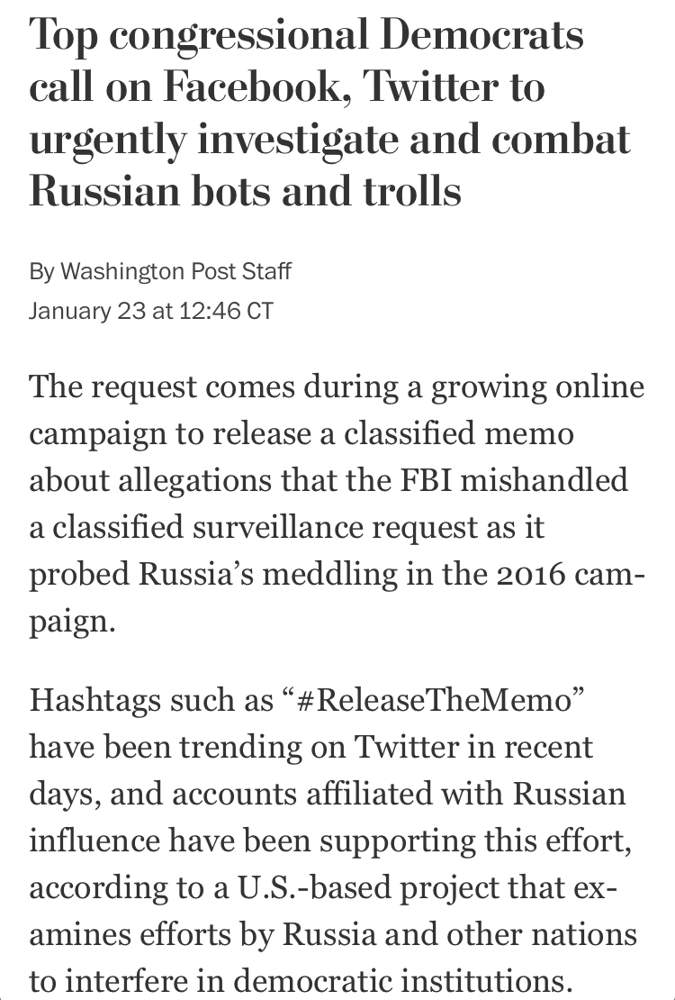 Top congressional Democrats
call on Facebook, Twitter to
urgently investigate and combat
Russian bots and trolls
By Washington Post Staff
January 23 at 12:46 CT
The request comes during a growing online
campaign to release a classified memo
about allegations that the FBI mishandled
a classified surveillance request as it
probed Russia’s meddling in the 2016 cam-
paign.
Hashtags such as “#ReleaseTheMemo”
have been trending on Twitter in recent
days, and accounts affiliated with Russian
influence have been supporting this effort,
according to a U.S.-based project that ex-
amines efforts by Russia and other nations
to interfere in democratic institutions.